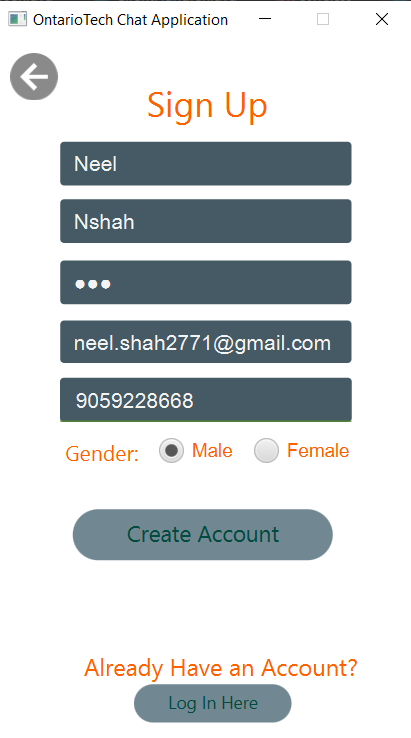 OntarioTech Chat Application
Sign Up
Neel
Nshah
●●●
neel.shah2771@gmail.com
9059228668
Gender: Male Female
Create Account
Already Have an Account?
Log In Here